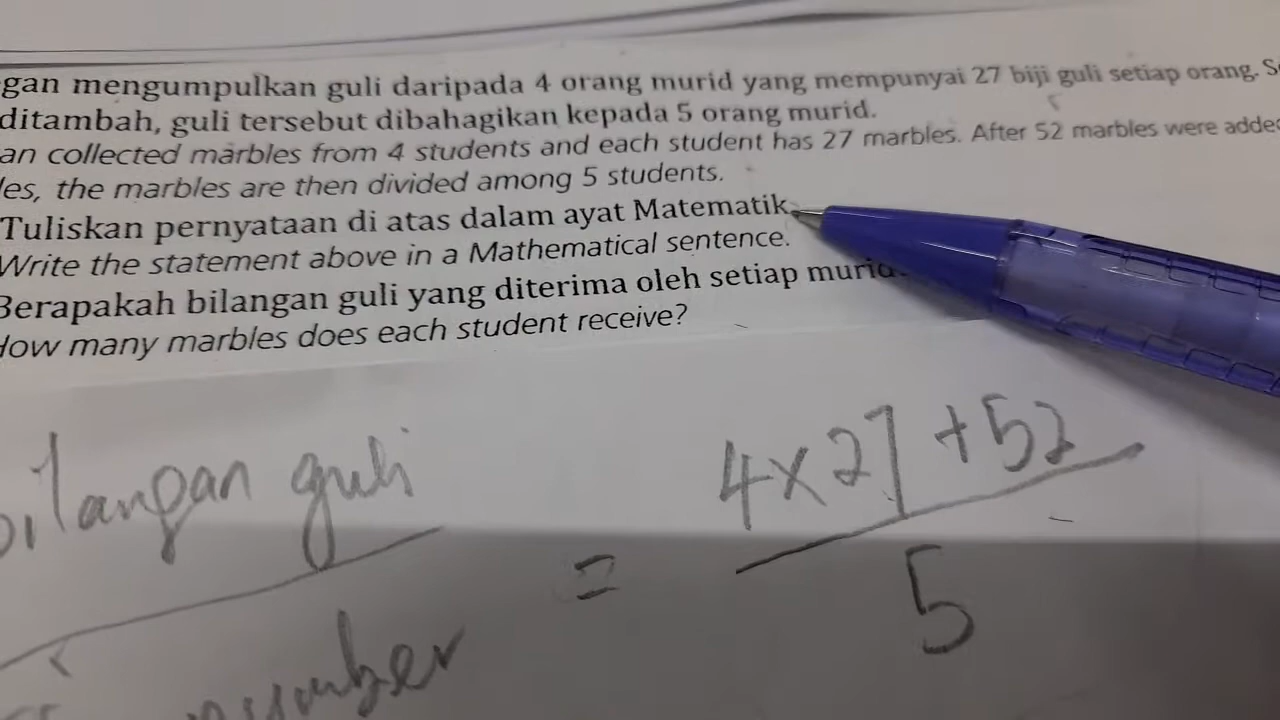 gan mengumpulkan guli daripada 4 orang murid yang mempunyai 27 biji guli setiap orang.
ditambah, guli tersebut dibahagikan kepada 5 orang murid.
an collected marbles from 4 students and each student has 27 marbles. After 52 marbles were added
les, the marbles are then divided among 5 students.
Tuliskan pernyataan di atas dalam ayat Matematik
Write the statement above in a Mathematical sentence.
Berapakah bilangan guli yang diterima oleh setiap murid
How many marbles does each student receive?
bilangan guli
number
=
4 x 27 + 52
5